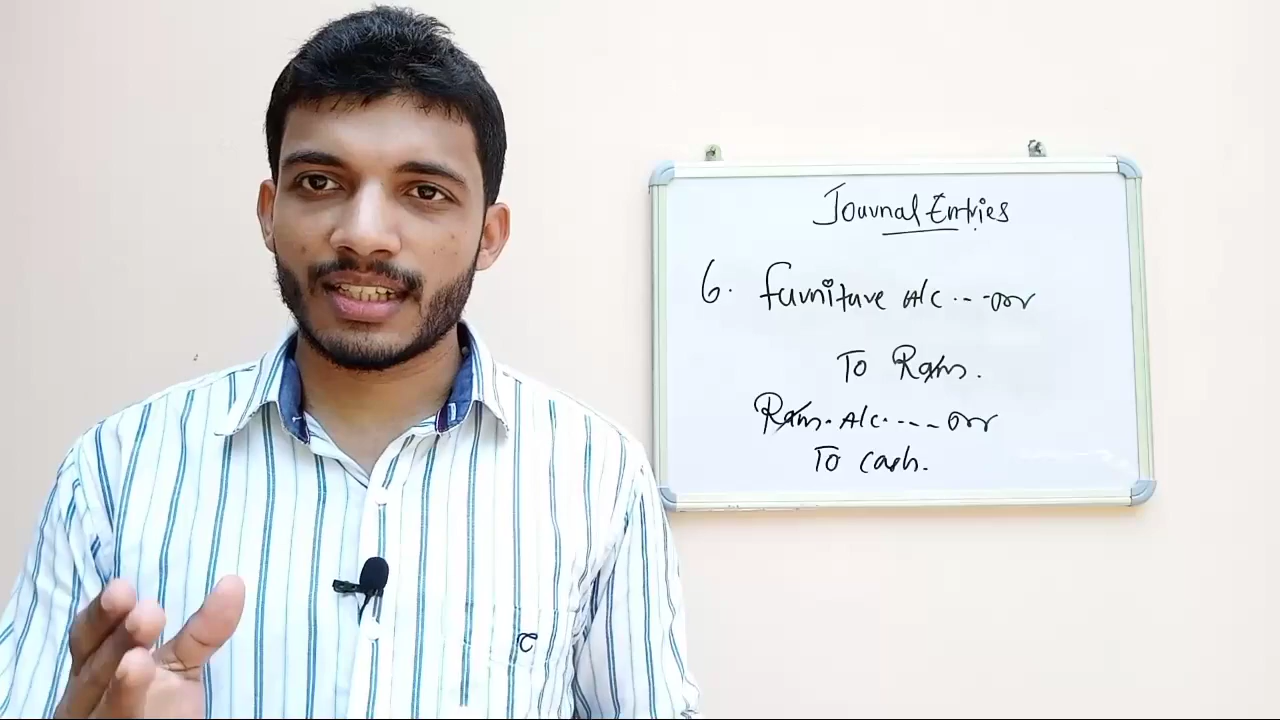 Journal Entries
6. furniture A/c --- Dr
To Ram.
Ram. A/c. ---- Dr
To cash.